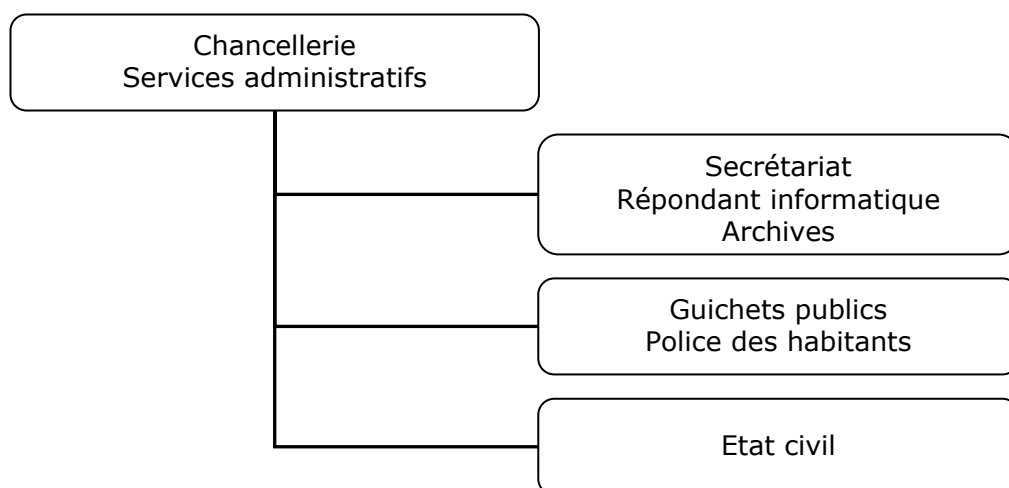 Chancellerie
Services administratifs
Secrétariat
Répondant informatique
Archives
Guichets publics
Police des habitants
Etat civil